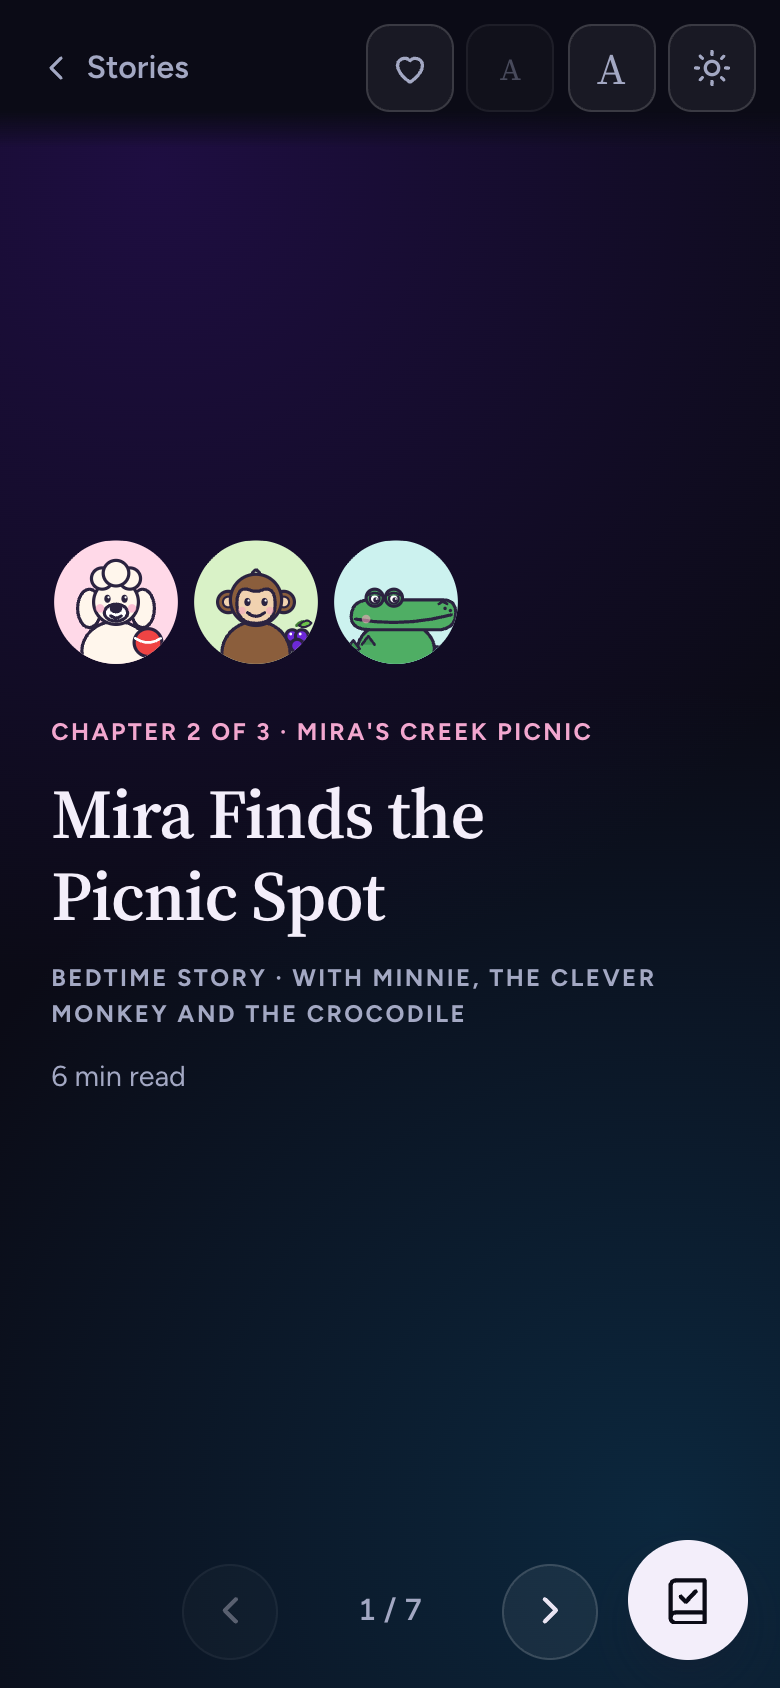 Stories
A
A
CHAPTER 2 OF 3 · MIRA'S CREEK PICNIC
Mira Finds the
Picnic Spot
BEDTIME STORY · WITH MINNIE, THE CLEVER
MONKEY AND THE CROCODILE
6 min read
1 / 7